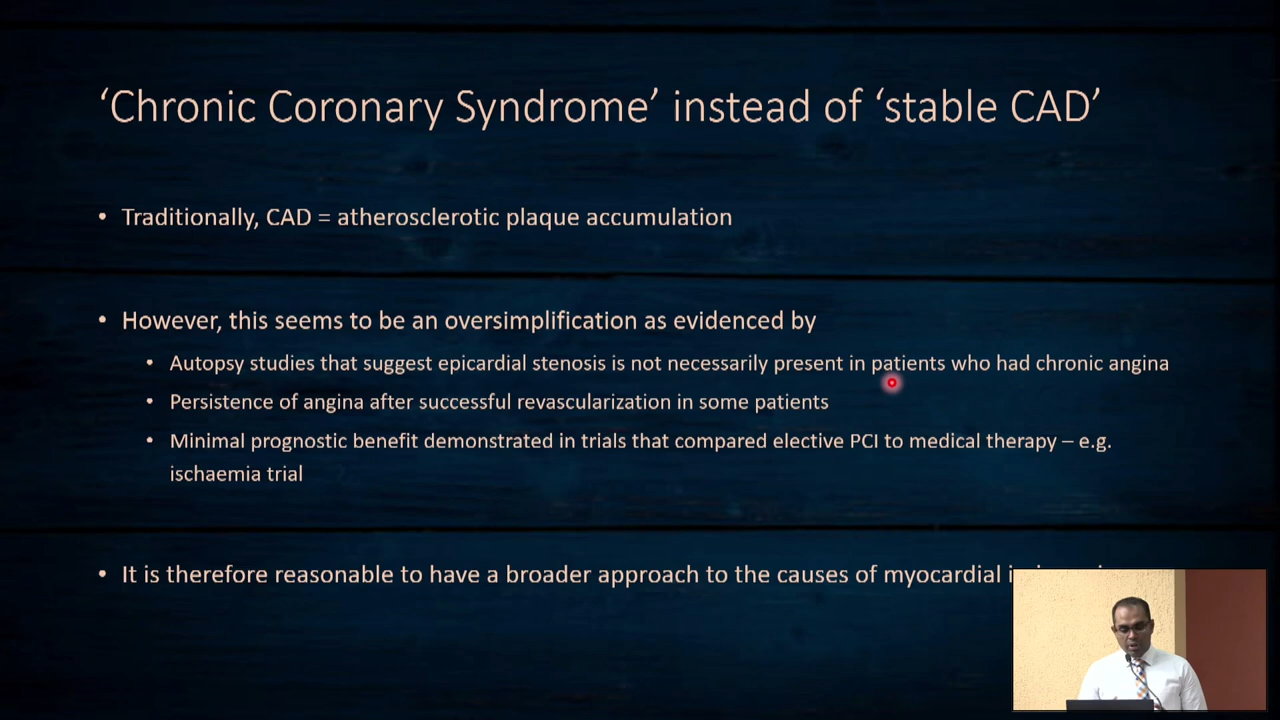 ‘Chronic Coronary Syndrome’ instead of ‘stable CAD’
• Traditionally, CAD = atherosclerotic plaque accumulation
• However, this seems to be an oversimplification as evidenced by
• Autopsy studies that suggest epicardial stenosis is not necessarily present in patients who had chronic angina
• Persistence of angina after successful revascularization in some patients
• Minimal prognostic benefit demonstrated in trials that compared elective PCI to medical therapy – e.g.
ischaemia trial
• It is therefore reasonable to have a broader approach to the causes of myocardial